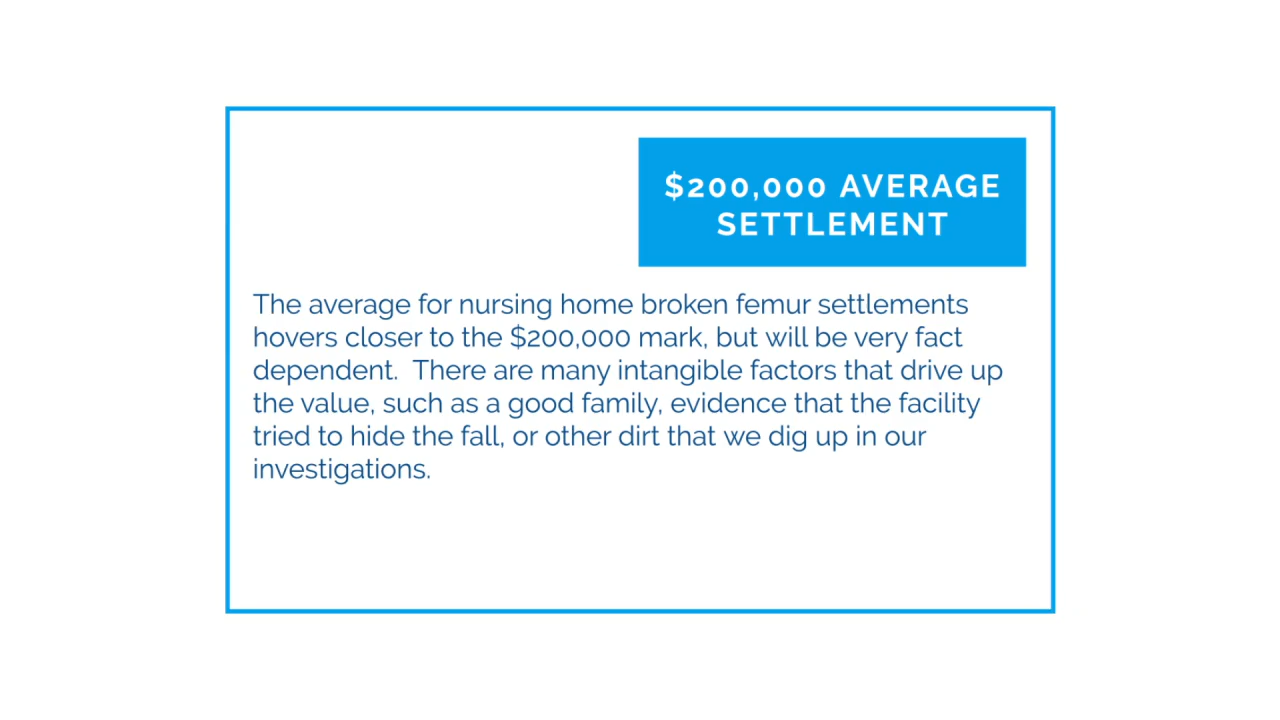 $200,000 AVERAGE
SETTLEMENT
The average for nursing home broken femur settlements
hovers closer to the $200,000 mark, but will be very fact
dependent.  There are many intangible factors that drive up
the value, such as a good family, evidence that the facility
tried to hide the fall, or other dirt that we dig up in our
investigations.